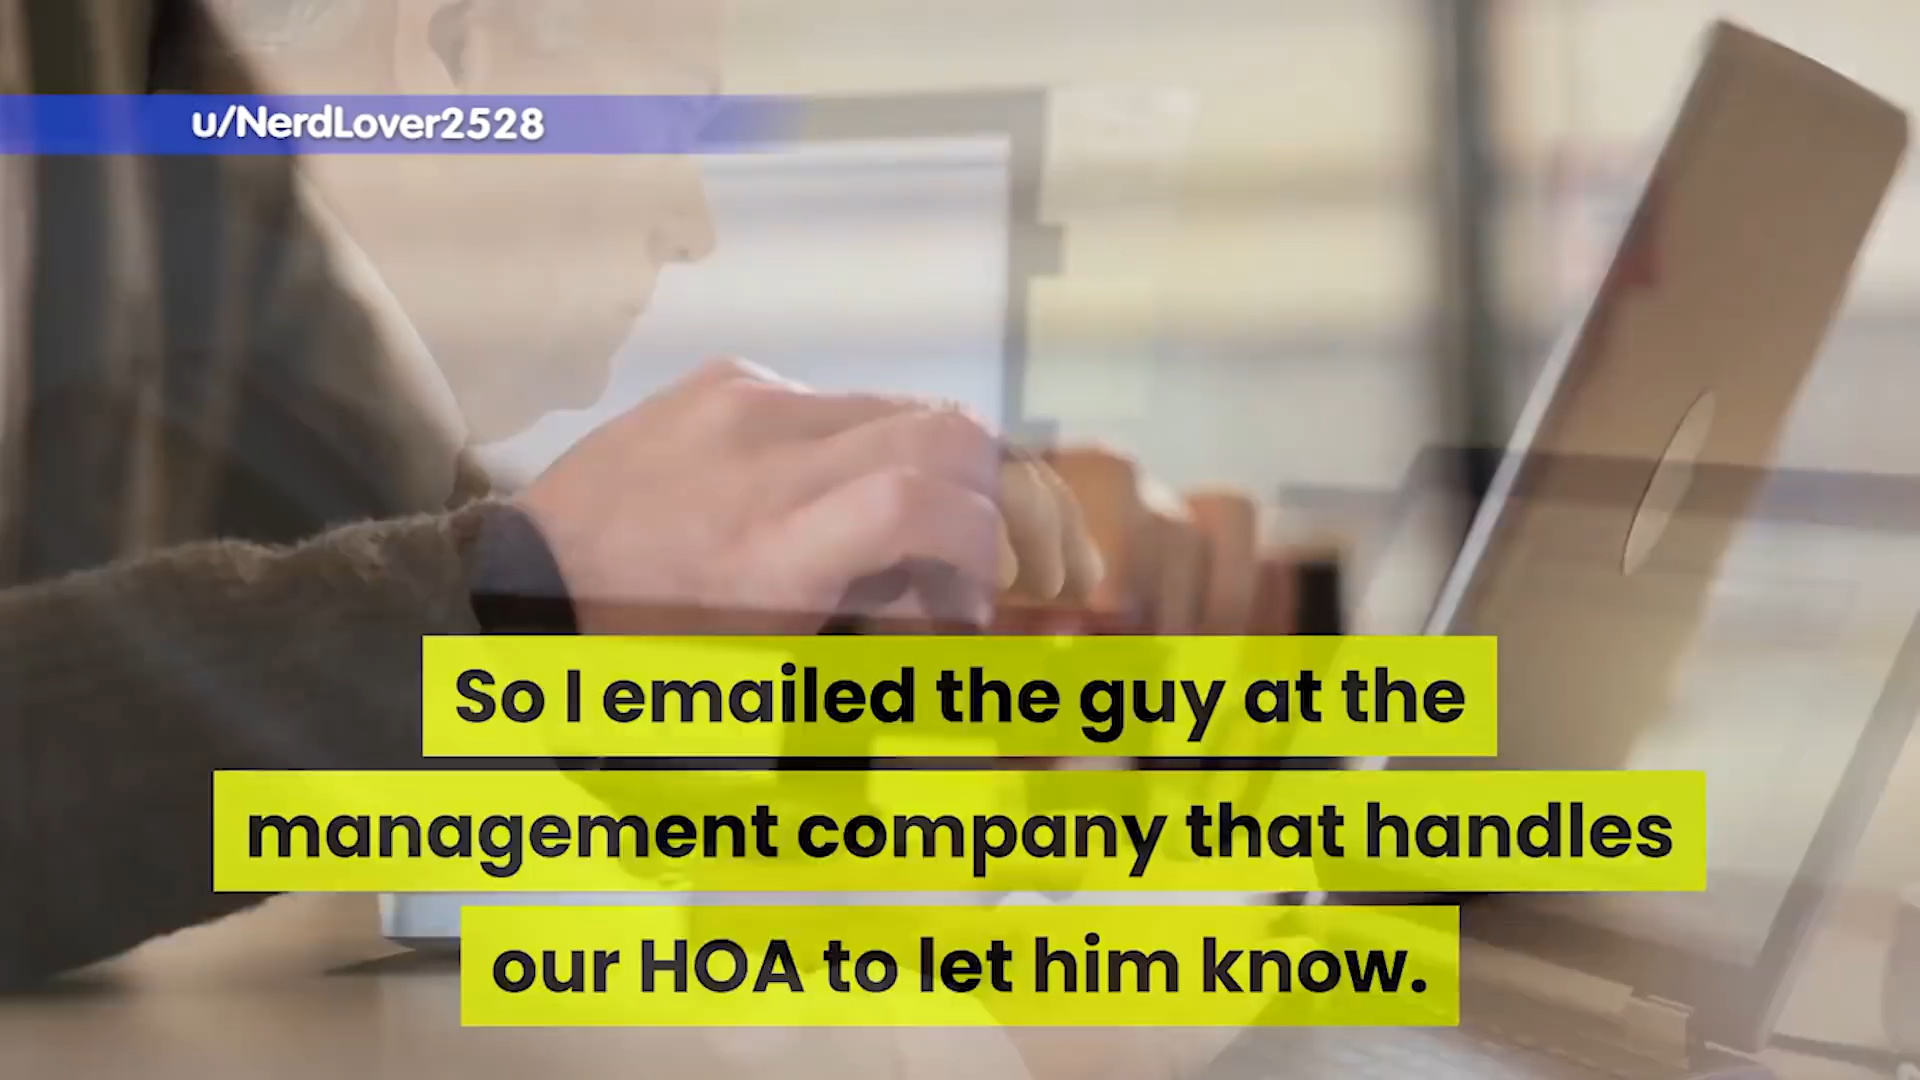 u/NerdLover2528
So I emailed the guy at the
management company that handles
our HOA to let him know.